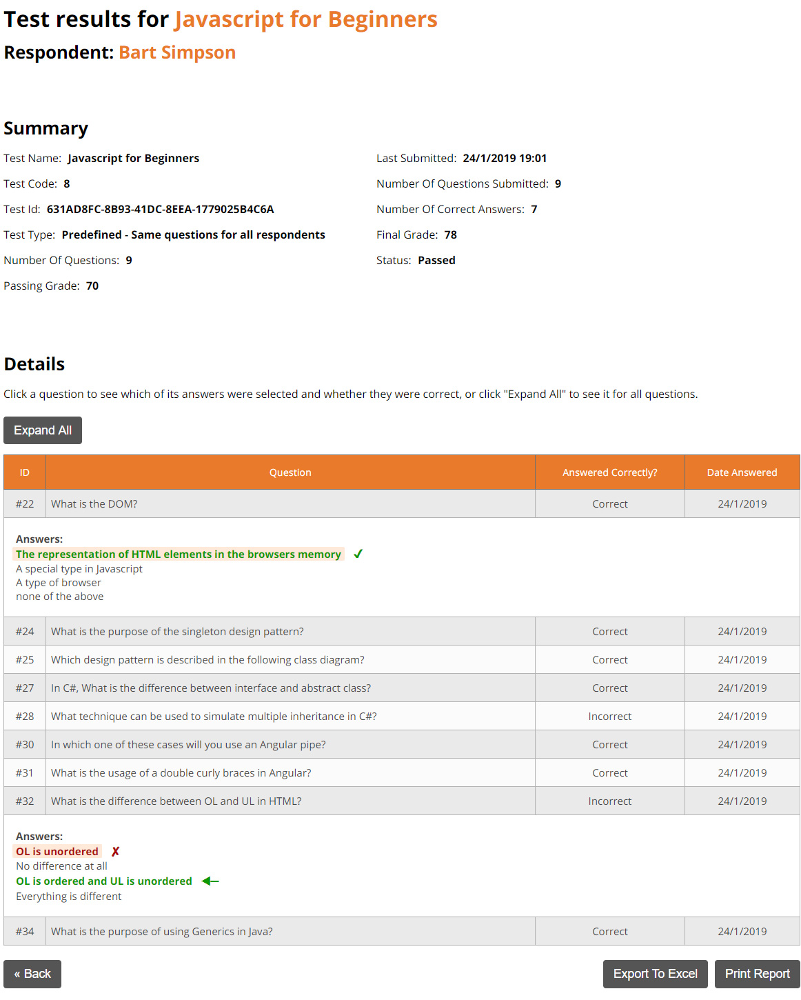 Test results for Javascript for Beginners
Respondent: Bart Simpson
Summary
Test Name: Javascript for Beginners
Last Submitted: 24/1/2019 19:01
Test Code: 8
Number Of Questions Submitted: 9
Test Id: 631AD8FC-8B93-41DC-8EEA-1779025B4C6A
Number Of Correct Answers: 7
Test Type: Predefined - Same questions for all respondents
Final Grade: 78
Number Of Questions: 9
Status: Passed
Passing Grade: 70
Details
Click a question to see which of its answers were selected and whether they were correct, or click "Expand All" to see it for all questions.
Expand All
ID Question Answered Correctly? Date Answered
#22 What is the DOM? Correct 24/1/2019
Answers:
The representation of HTML elements in the browsers memory ✓
A special type in Javascript
A type of browser
none of the above
#24 What is the purpose of the singleton design pattern? Correct 24/1/2019
#25 Which design pattern is described in the following class diagram? Correct 24/1/2019
#27 In C#, What is the difference between interface and abstract class? Correct 24/1/2019
#28 What technique can be used to simulate multiple inheritance in C#? Incorrect 24/1/2019
#30 In which one of these cases will you use an Angular pipe? Correct 24/1/2019
#31 What is the usage of a double curly braces in Angular? Correct 24/1/2019
#32 What is the difference between OL and UL in HTML? Incorrect 24/1/2019
Answers:
OL is unordered ✗
No difference at all
OL is ordered and UL is unordered
Everything is different
#34 What is the purpose of using Generics in Java? Correct 24/1/2019
« Back
Export To Excel
Print Report